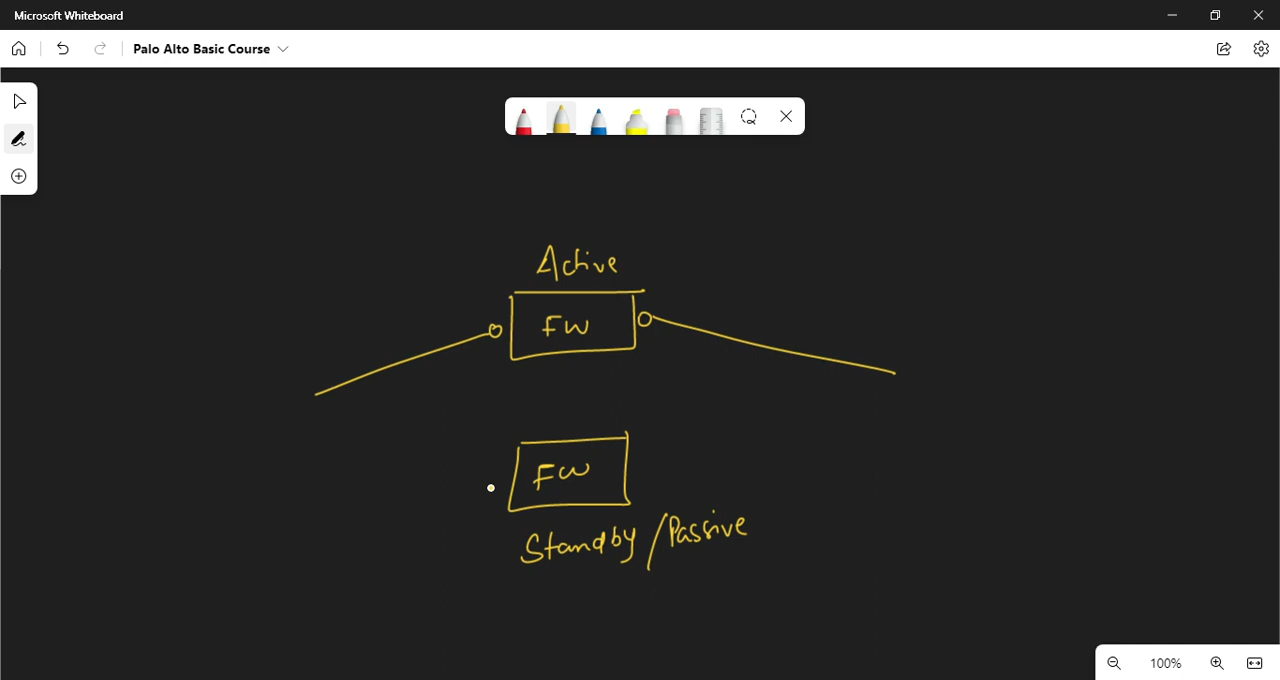 Microsoft Whiteboard
Palo Alto Basic Course
Active
FW
FW
Standby/Passive
100%